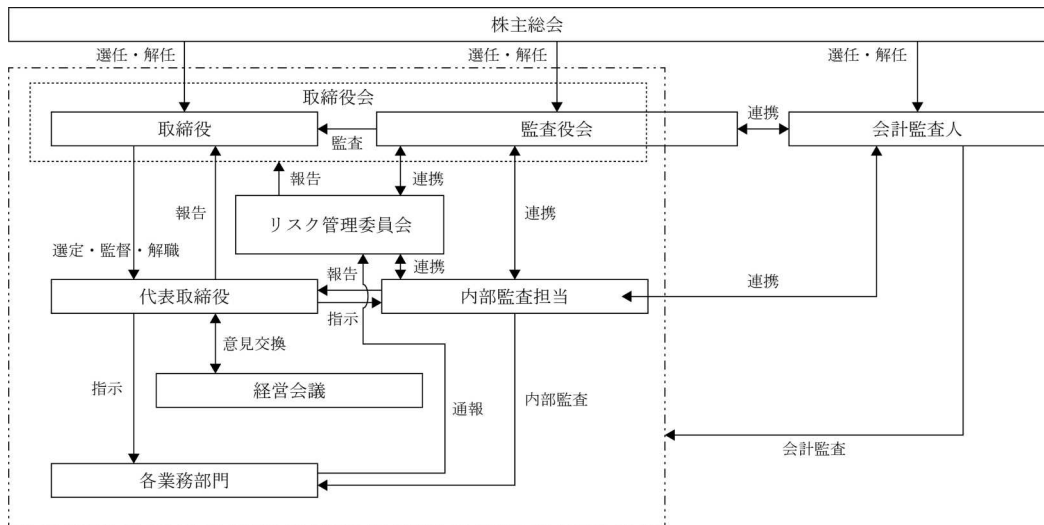 株主総会
選任・解任
選任・解任
選任・解任
取締役会
取締役
監査
監査役会
連携
会計監査人
報告
報告
連携
連携
リスク管理委員会
選定・監督・解職
報告
連携
連携
代表取締役
指示
内部監査担当
意見交換
指示
経営会議
通報
内部監査
会計監査
各業務部門